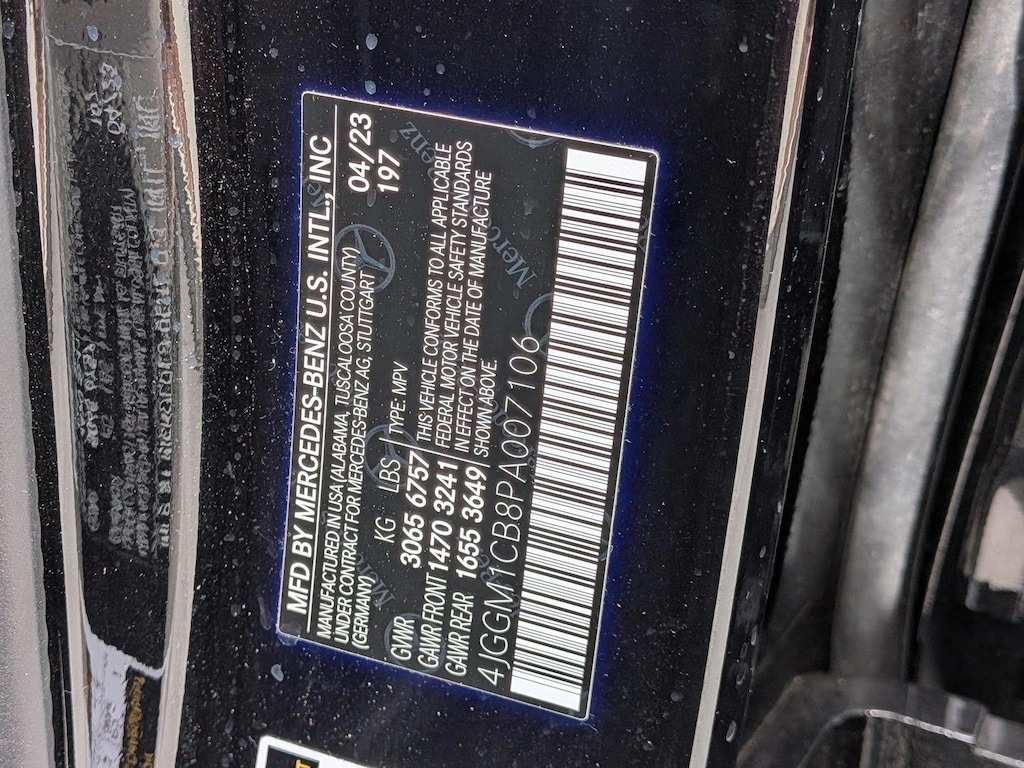 MFD BY MERCEDES-BENZ U.S. INTL., INC
MANUFACTURED IN USA (ALABAMA, TUSCALOOSA COUNTY) 04/23
UNDER CONTRACT FOR MERCEDES-BENZ AG, STUTTGART 197
(GERMANY)
KG LBS TYPE: MPV
GVWR 3065 6757 THIS VEHICLE CONFORMS TO ALL APPLICABLE
GAWR FRONT 1470 3241 FEDERAL MOTOR VEHICLE SAFETY STANDARDS
GAWR REAR 1655 3649 IN EFFECT ON THE DATE OF MANUFACTURE
SHOWN ABOVE.
4JGGM1CB8PA007106